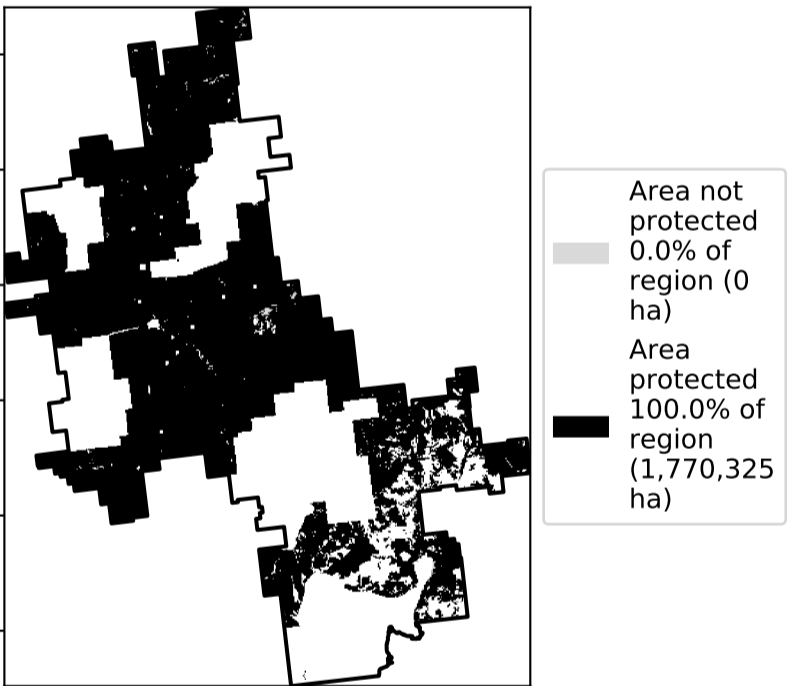 Area not
protected
0.0% of
region (0
ha)
Area
protected
100.0% of
region
(1,770,325
ha)